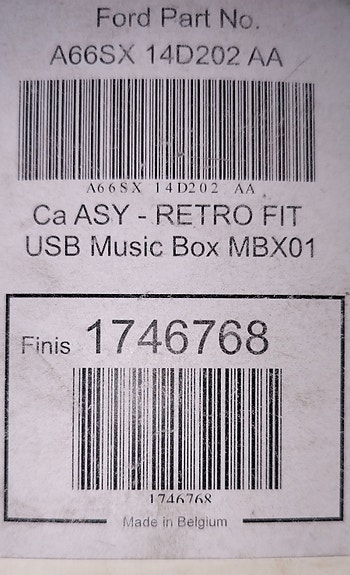 Ford Part No.
A66SX 14D202 AA
A66SX 14D202 AA
Ca ASY - RETRO FIT
USB Music Box MBX01
Finis 1746768
1746768
Made in Belgium